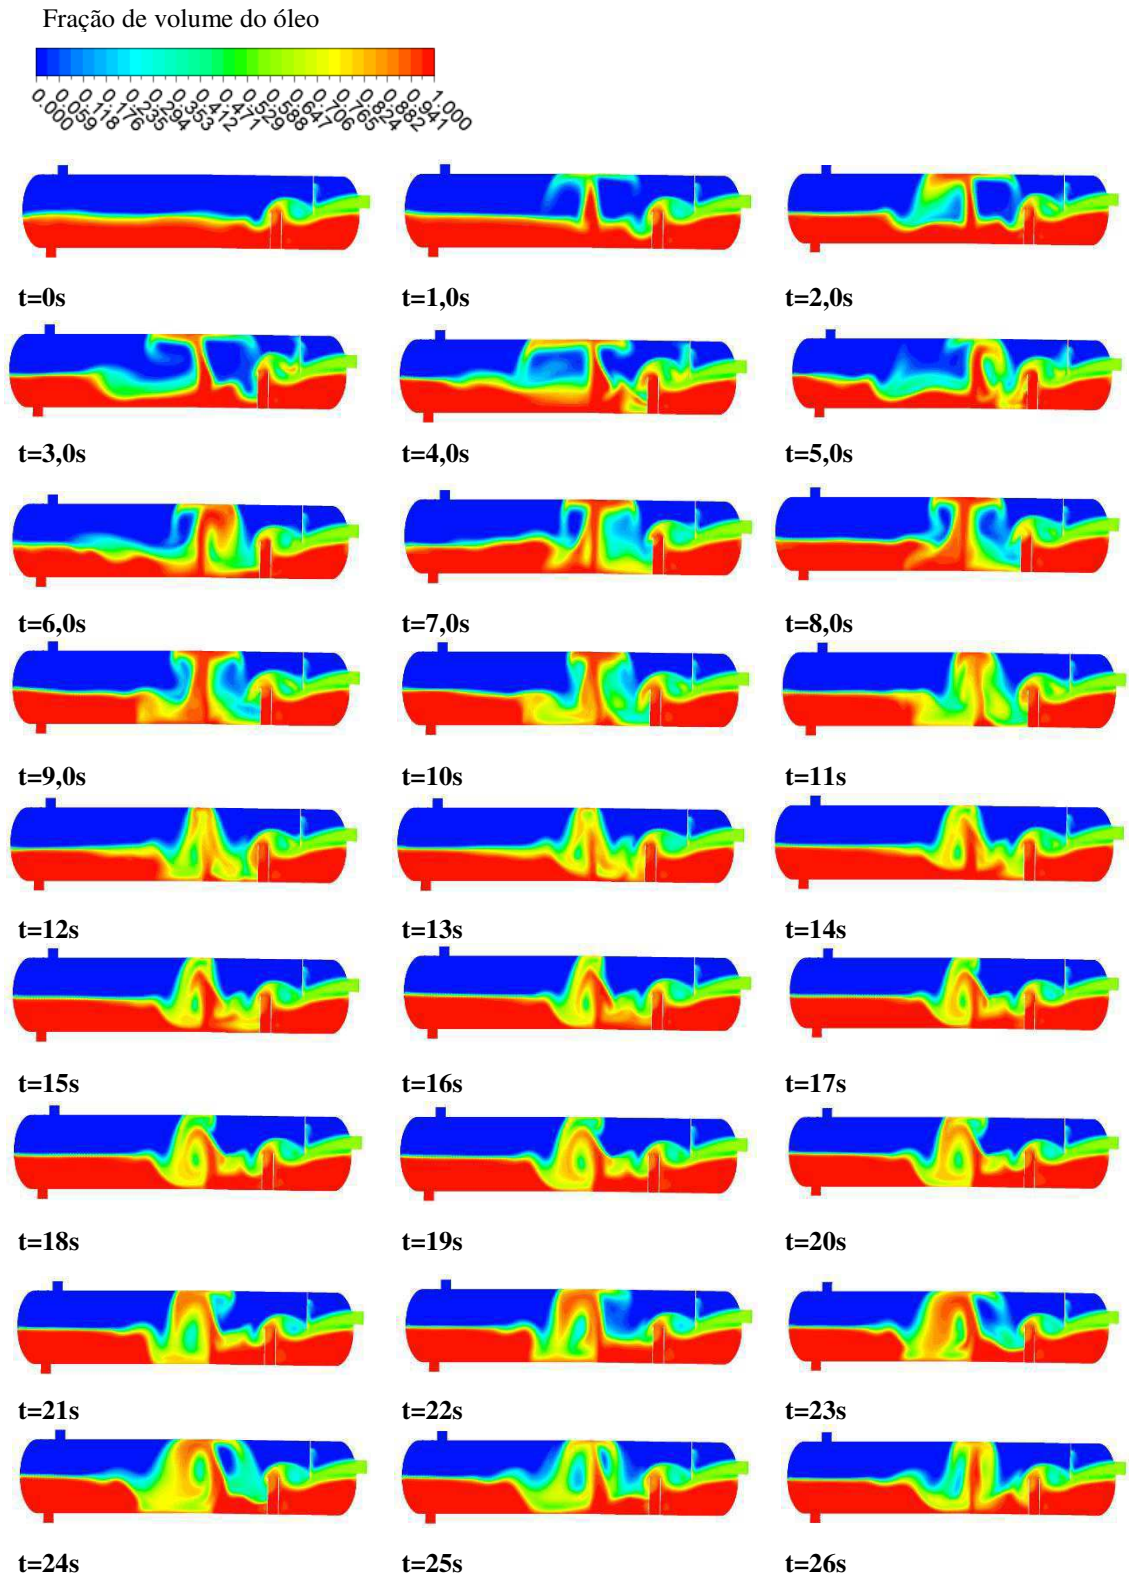 Fração de volume do óleo
0.000 0.059 0.118 0.176 0.235 0.294 0.353 0.412 0.471 0.529 0.588 0.647 0.706 0.765 0.824 0.882 0.941 1.000
t=0s t=1,0s t=2,0s
t=3,0s t=4,0s t=5,0s
t=6,0s t=7,0s t=8,0s
t=9,0s t=10s t=11s
t=12s t=13s t=14s
t=15s t=16s t=17s
t=18s t=19s t=20s
t=21s t=22s t=23s
t=24s t=25s t=26s